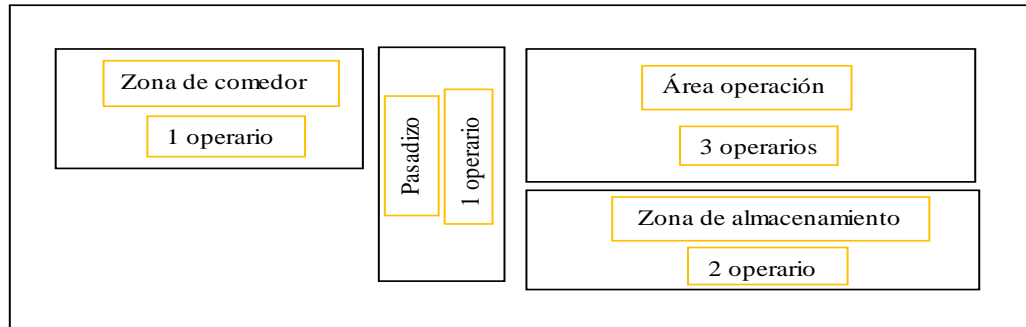 Zona de comedor
1 operario
Pasadizo
1 operario
Área operación
3 operarios
Zona de almacenamiento
2 operario